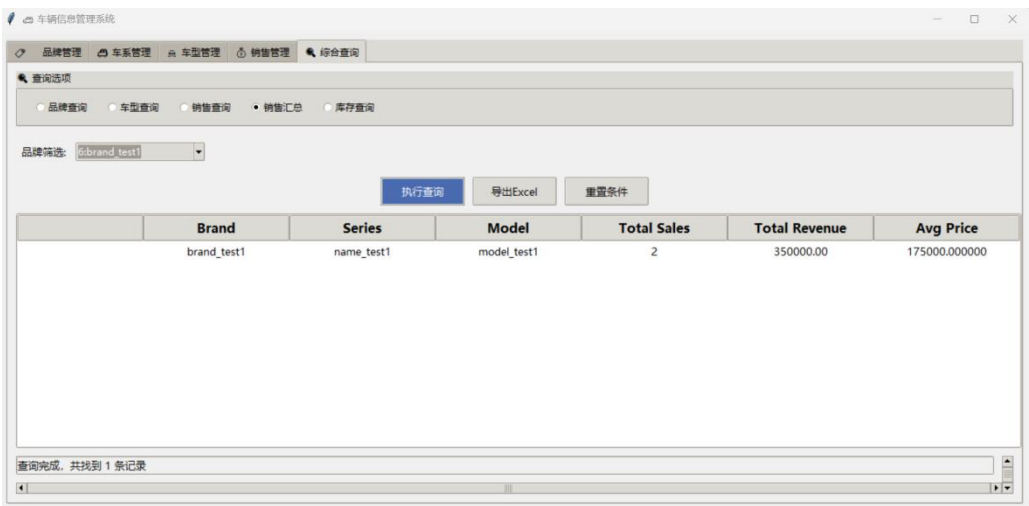 车辆信息管理系统
品牌管理 车系管理 车型管理 销售管理 综合查询
查询选项
品牌查询 车型查询 销售查询 销售汇总 库存查询
品牌筛选: 6:brand_test1
执行查询 导出Excel 重置条件
Brand Series Model Total Sales Total Revenue Avg Price
brand_test1 name_test1 model_test1 2 350000.00 175000.000000
查询完成，共找到 1 条记录